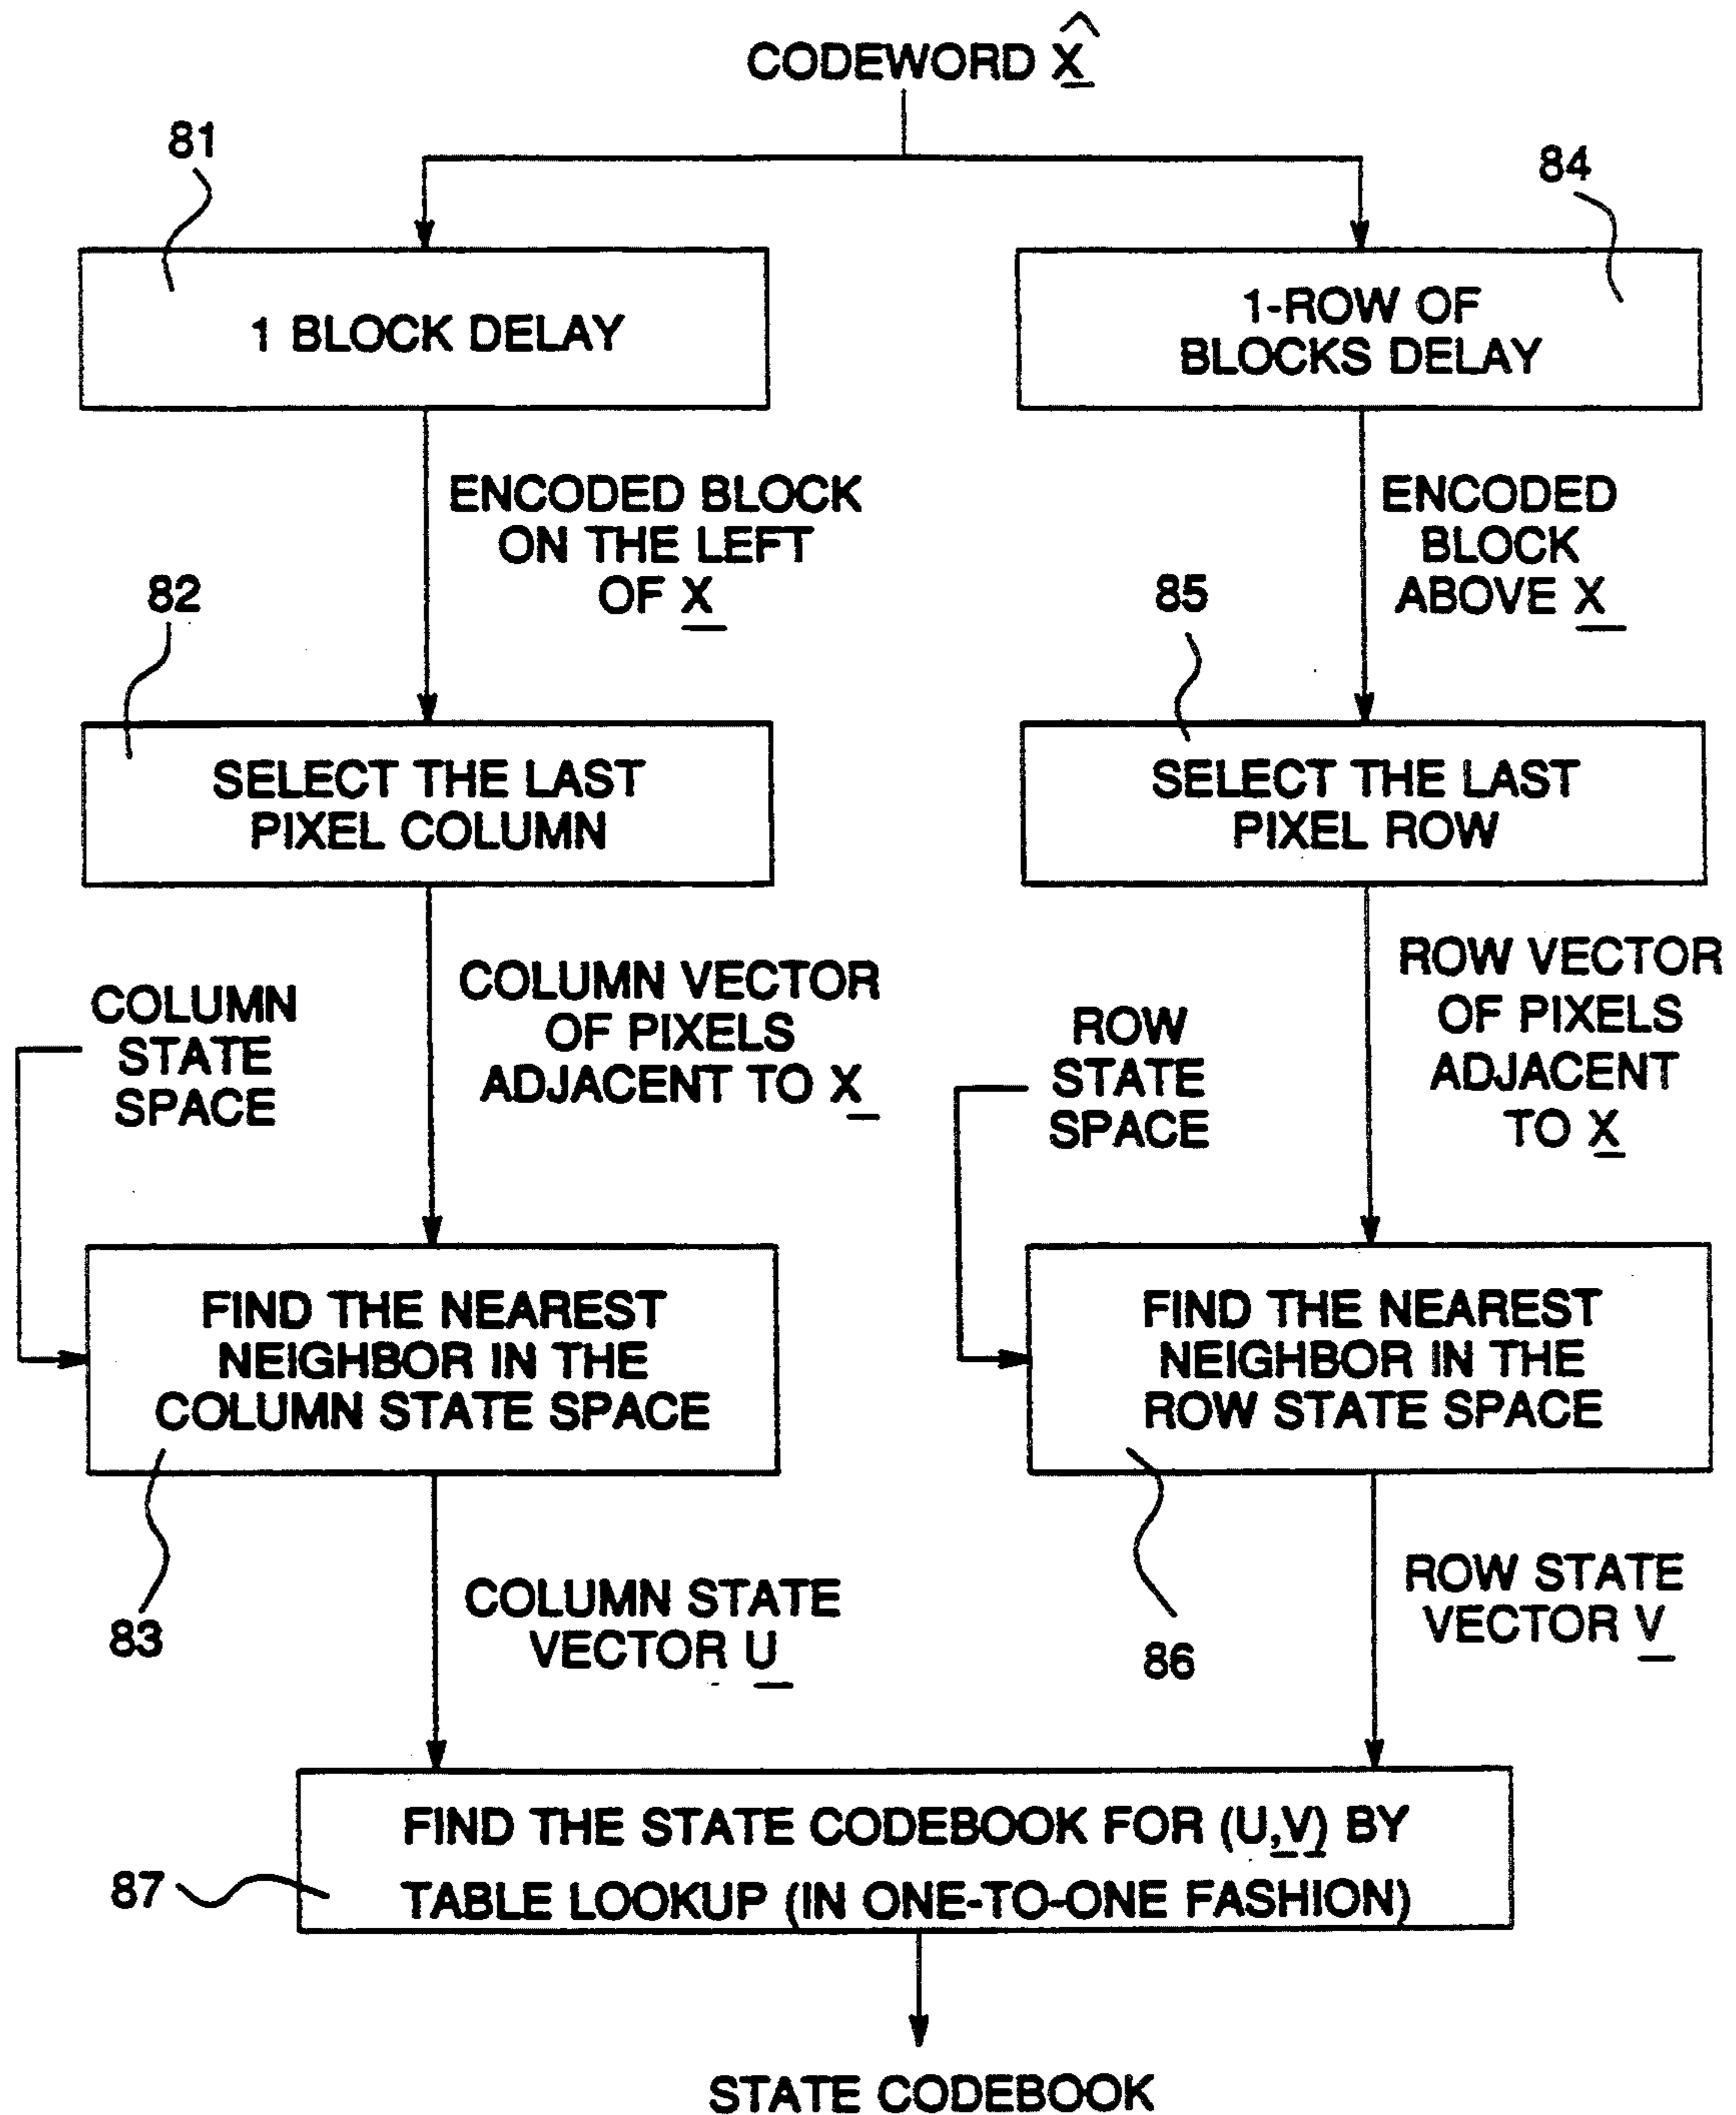 CODEWORD X̂
81
84
1 BLOCK DELAY
1-ROW OF
BLOCKS DELAY
ENCODED BLOCK
ON THE LEFT
OF X
ENCODED
BLOCK
ABOVE X
82
85
SELECT THE LAST
PIXEL COLUMN
SELECT THE LAST
PIXEL ROW
COLUMN
STATE
SPACE
COLUMN VECTOR
OF PIXELS
ADJACENT TO X
ROW
STATE
SPACE
ROW VECTOR
OF PIXELS
ADJACENT
TO X
FIND THE NEAREST
NEIGHBOR IN THE
COLUMN STATE SPACE
FIND THE NEAREST
NEIGHBOR IN THE
ROW STATE SPACE
83
COLUMN STATE
VECTOR U
86
ROW STATE
VECTOR V
FIND THE STATE CODEBOOK FOR (U,V) BY
TABLE LOOKUP (IN ONE-TO-ONE FASHION)
87
STATE CODEBOOK